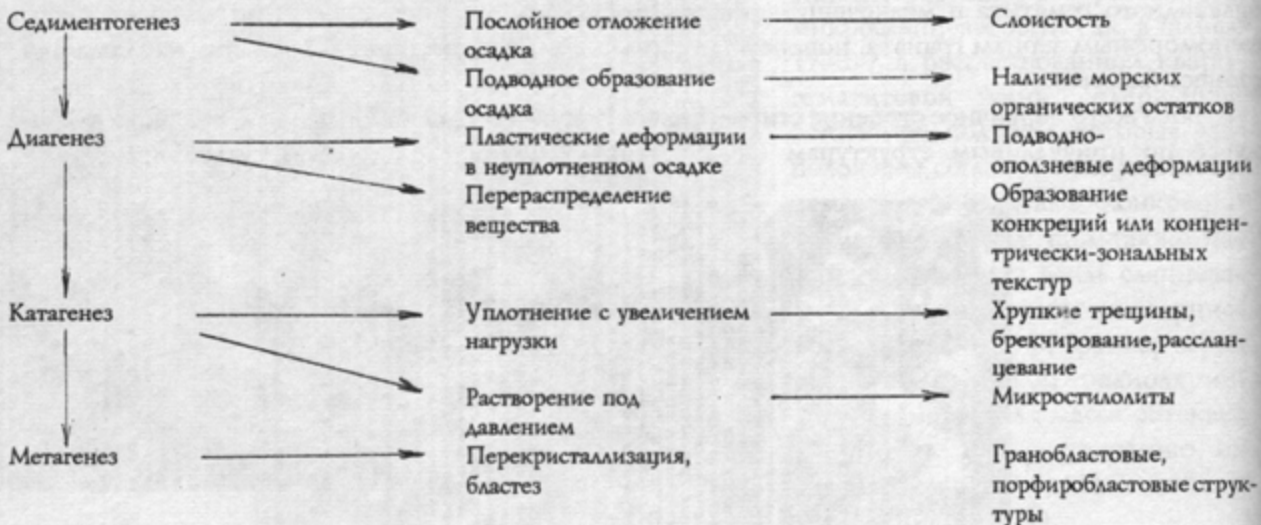 Седиментогенез
Послойное отложение
осадка
Слоистость
Подводное образование
осадка
Наличие морских
органических остатков
Диагенез
Пластические деформации
в неуплотненном осадке
Подводно-
оползневые деформации
Перераспределение
вещества
Образование
конкреций или концен-
трически-зональных
текстур
Катагенез
Уплотнение с увеличением
нагрузки
Хрупкие трещины,
брекчирование,расслан-
цевание
Растворение под
давлением
Микростилолиты
Метагенез
Перекристаллизация,
бластез
Гранобластовые,
порфиробластовые струк-
туры